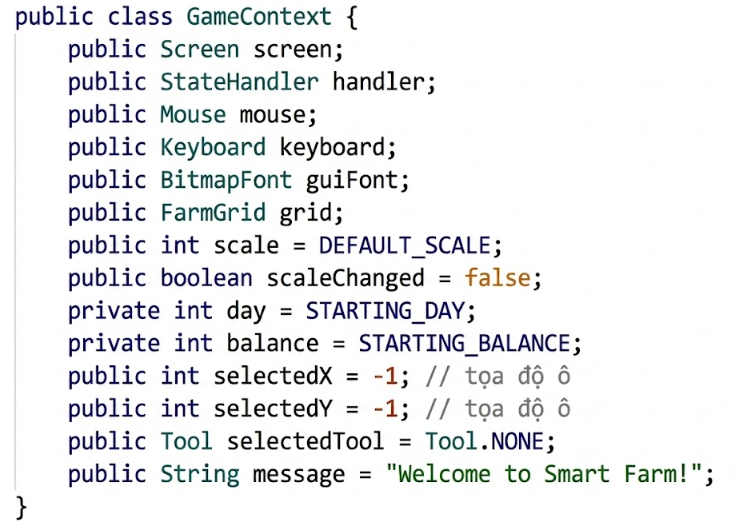 public class GameContext {
    public Screen screen;
    public StateHandler handler;
    public Mouse mouse;
    public Keyboard keyboard;
    public BitmapFont guiFont;
    public FarmGrid grid;
    public int scale = DEFAULT_SCALE;
    public boolean scaleChanged = false;
    private int day = STARTING_DAY;
    private int balance = STARTING_BALANCE;
    public int selectedX = -1; // tọa độ ô
    public int selectedY = -1; // tọa độ ô
    public Tool selectedTool = Tool.NONE;
    public String message = "Welcome to Smart Farm!";
}